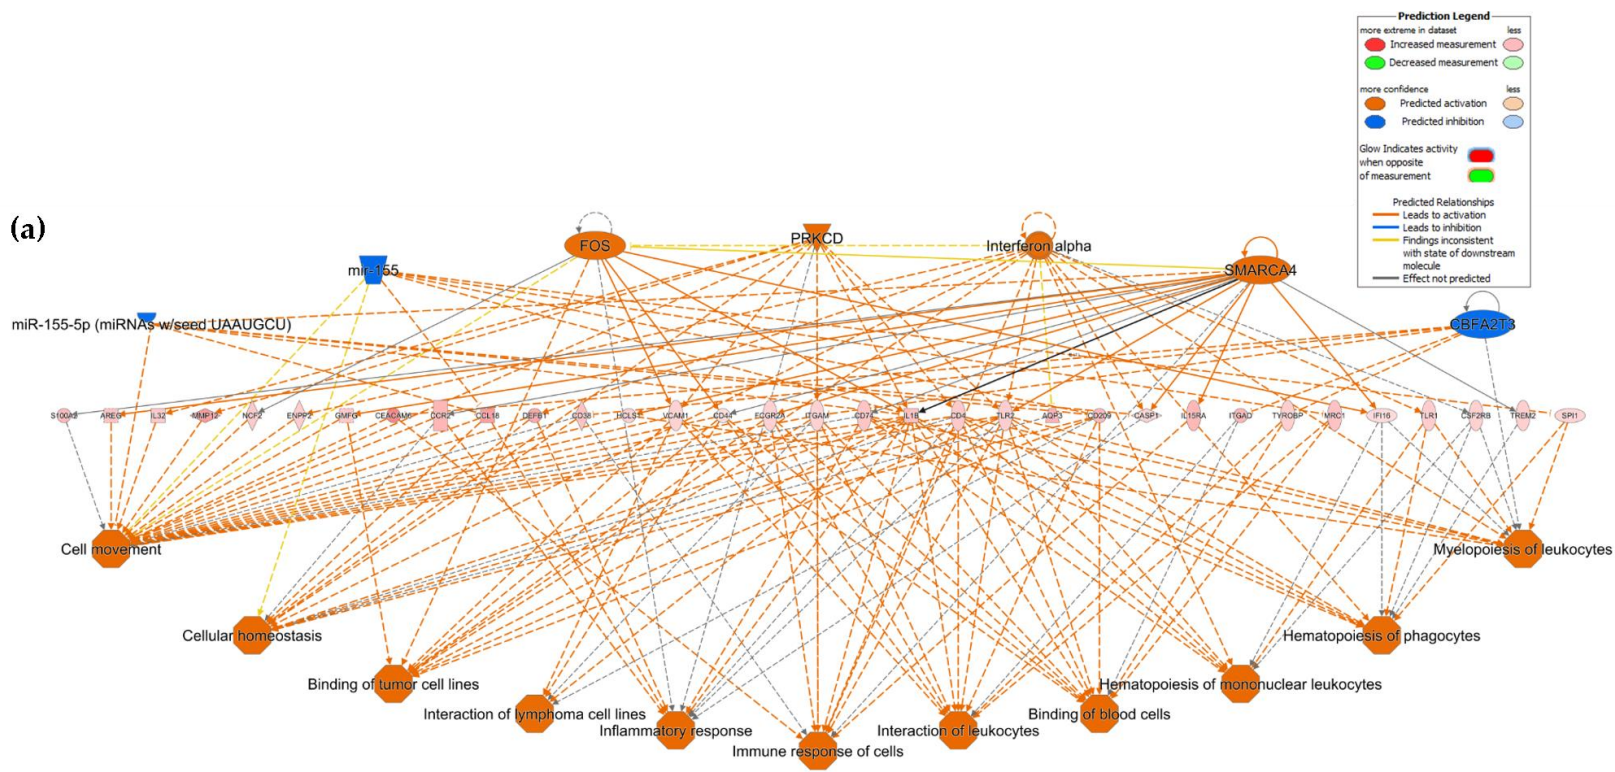 Prediction Legend
more extreme in dataset less
Increased measurement
Decreased measurement
more confidence less
Predicted activation
Predicted inhibition
Glow Indicates activity
when opposite
of measurement
Predicted Relationships
Leads to activation
Leads to inhibition
Findings inconsistent
with state of downstream
molecule
Effect not predicted
(a)
FOS
PRKCD
Interferon alpha
mir-155
SMARCA4
miR-155-5p (miRNAs w/seed UAAUGCU)
CBFA2T3
AREG IL32 MMP12 NCF2 ENPP2 GMFG CEACAM6 CCR2 CCL18 DEFB1 CD38 HCLS1 VCAM1 CD44 FCGR2A ITGAM CD74 CD4 TLR2 AQP3 CD209 CASP1 IL15RA ITGAD TYROBP MRC1 IFI16 TLR1 CSF2RB TREM2 SPI1
Cell movement
Myelopoiesis of leukocytes
Cellular homeostasis
Hematopoiesis of phagocytes
Binding of tumor cell lines
Hematopoiesis of mononuclear leukocytes
Interaction of lymphoma cell lines
Binding of blood cells
Inflammatory response
Interaction of leukocytes
Immune response of cells